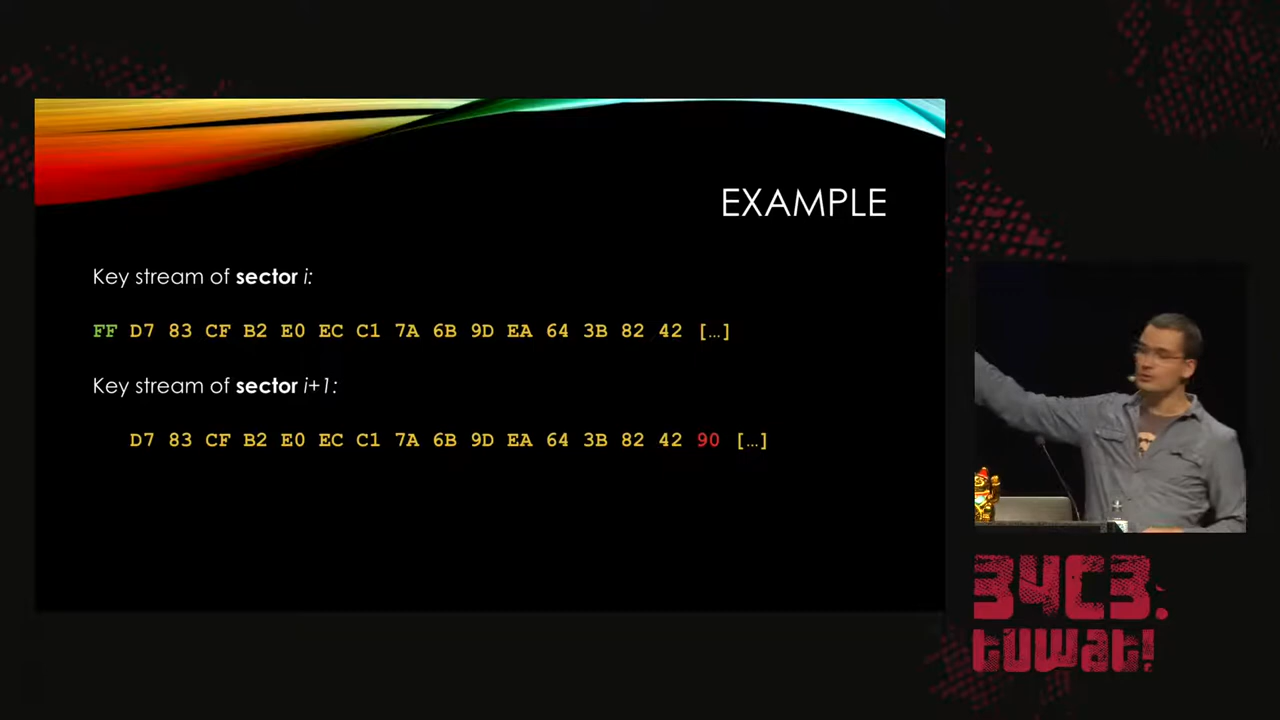 EXAMPLE
Key stream of sector i:
FF D7 83 CF B2 E0 EC C1 7A 6B 9D EA 64 3B 82 42 […]
Key stream of sector i+1:
D7 83 CF B2 E0 EC C1 7A 6B 9D EA 64 3B 82 42 90 […]
34C3.
tuwat!